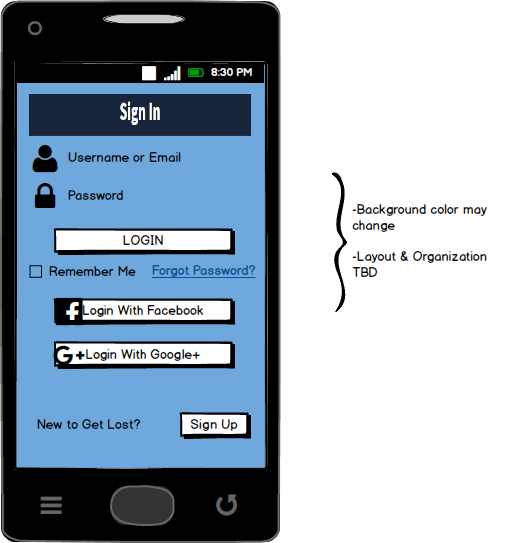 8:30 PM
Sign In
Username or Email
Password
LOGIN
Remember Me Forgot Password?
Login With Facebook
G+Login With Google+
New to Get Lost? Sign Up
-Background color may
change
-Layout & Organization
TBD